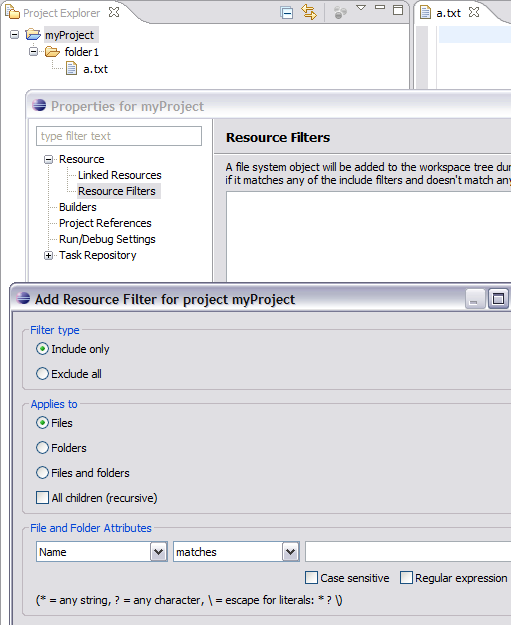 Project Explorer
a.txt
myProject
folder1
a.txt
Properties for myProject
type filter text
Resource
Linked Resources
Resource Filters
Builders
Project References
Run/Debug Settings
Task Repository
Resource Filters
A file system object will be added to the workspace tree dur
if it matches any of the include filters and doesn't match any
Add Resource Filter for project myProject
Filter type
Include only
Exclude all
Applies to
Files
Folders
Files and folders
All children (recursive)
File and Folder Attributes
Name matches
Case sensitive Regular expression
(* = any string, ? = any character, \ = escape for literals: * ? \)